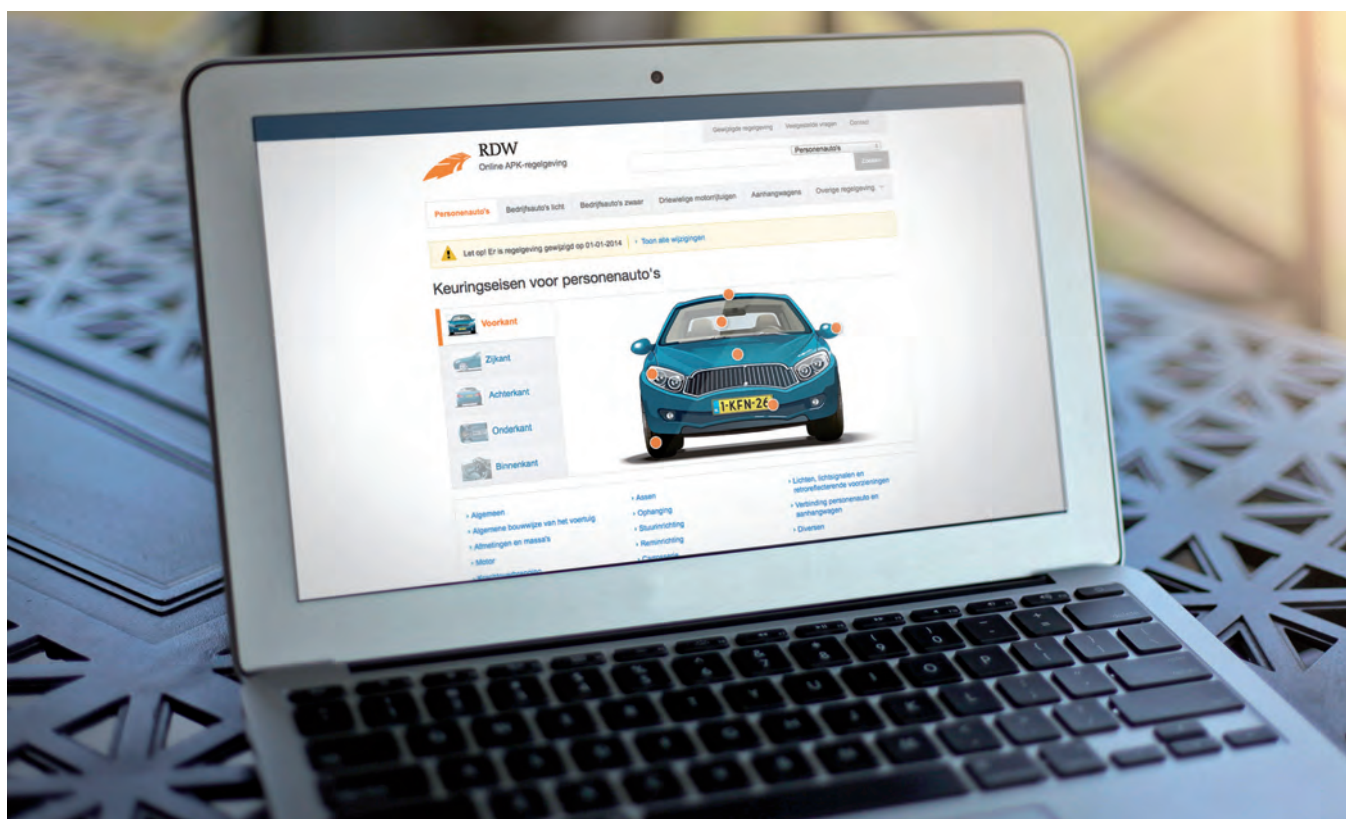 Gewijzigde regelgeving Veelgestelde vragen Contact
RDW
Online APK-regelgeving
Personenauto's
Zoeken
Personenauto's Bedrijfsauto's licht Bedrijfsauto's zwaar Driewielige motorrijtuigen Aanhangwagens Overige regelgeving
Let op! Er is regelgeving gewijzigd op 01-01-2014 › Toon alle wijzigingen
Keuringseisen voor personenauto's
Voorkant
Zijkant
Achterkant
Onderkant
Binnenkant
1-KFN-26
› Algemeen
› Algemene bouwwijze van het voertuig
› Afmetingen en massa's
› Motor
› Assen
› Ophanging
› Stuurinrichting
› Reminrichting
› Carrosserie
› Lichten, lichtsignalen en
retroreflecterende voorzieningen
› Verbinding personenauto en
aanhangwagen
› Diversen